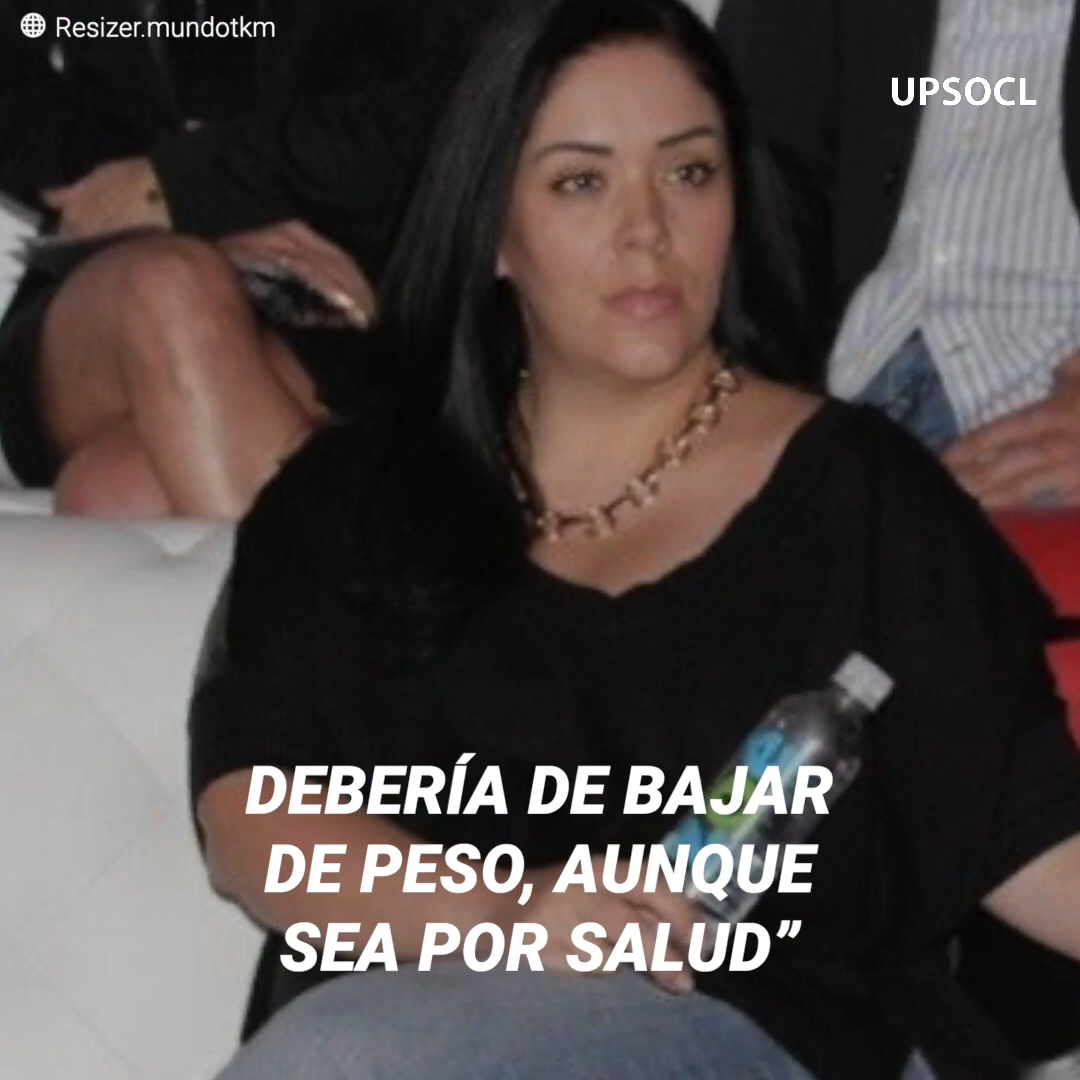 Resizer.mundotkm
UPSOCL
DEBERÍA DE BAJAR
DE PESO, AUNQUE
SEA POR SALUD”